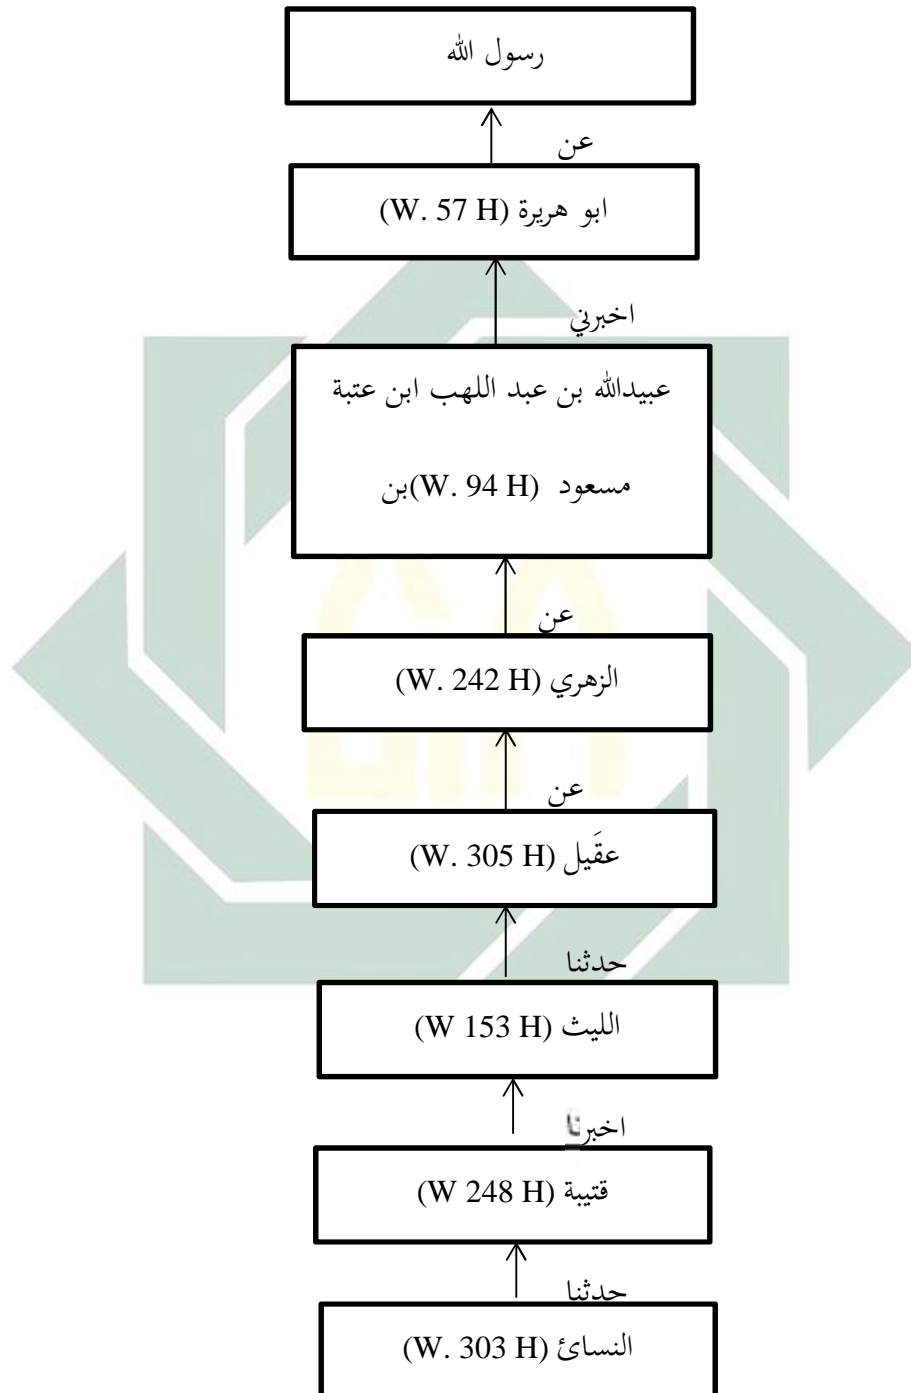 رسول الله
عن
ابو هريرة (W. 57 H)
اخبرني
عبيدالله بن عبد اللهب ابن عتبة
مسعود (W. 94 H)بن
عن
الزهري (W. 242 H)
عن
عقَيل (W. 305 H)
حدثنا
الليث (W 153 H)
اخبرنا
قتيبة (W 248 H)
حدثنا
النسائ (W. 303 H)